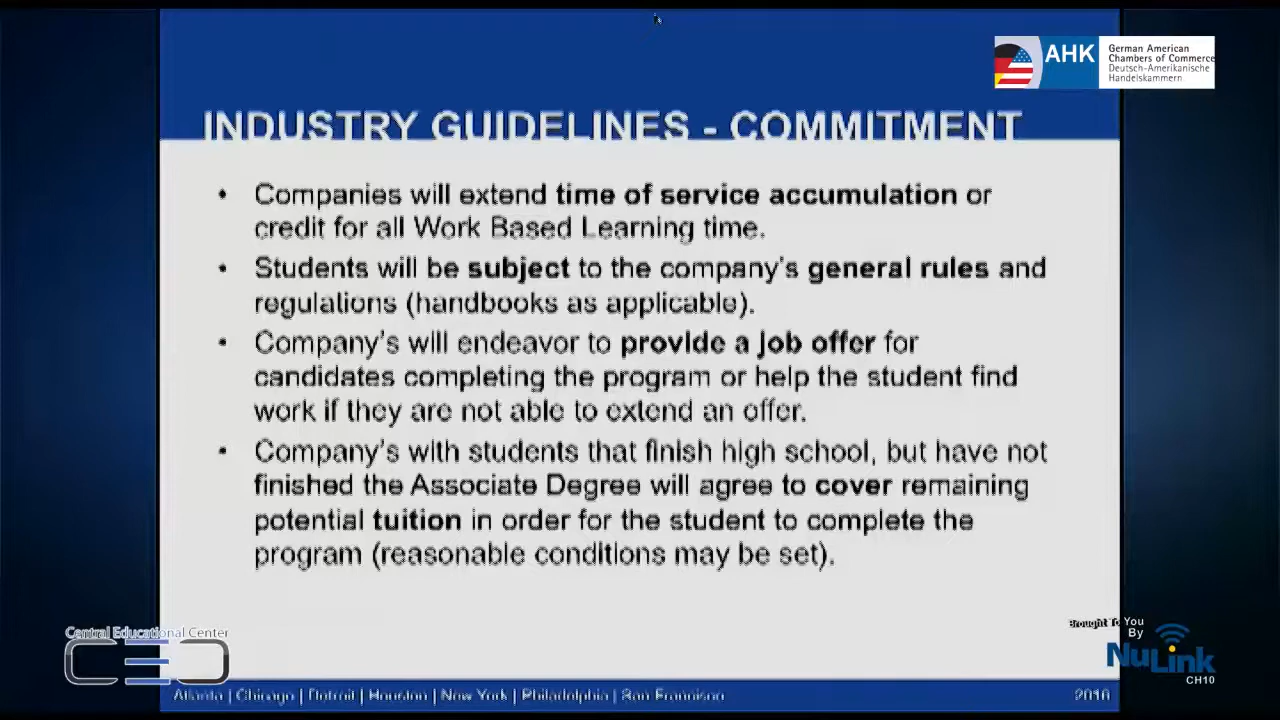 AHK
German American
Chambers of Commerce
Deutsch-Amerikanische
Handelskammern
INDUSTRY GUIDELINES - COMMITMENT
• Companies will extend time of service accumulation or
credit for all Work Based Learning time.
• Students will be subject to the company's general rules and
regulations (handbooks as applicable).
• Company's will endeavor to provide a job offer for
candidates completing the program or help the student find
work if they are not able to extend an offer.
• Company's with students that finish high school, but have not
finished the Associate Degree will agree to cover remaining
potential tuition in order for the student to complete the
program (reasonable conditions may be set).
Central Educational Center
CEC
Brought To You
By
NuLink
CH10
Atlanta | Chicago | Detroit | Houston | New York | Philadelphia | San Francisco
2016